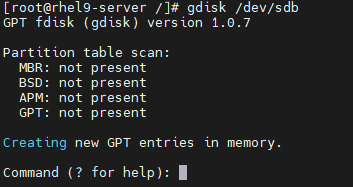 [root@rhel9-server /]# gdisk /dev/sdb
GPT fdisk (gdisk) version 1.0.7
Partition table scan:
  MBR: not present
  BSD: not present
  APM: not present
  GPT: not present
Creating new GPT entries in memory.
Command (? for help):